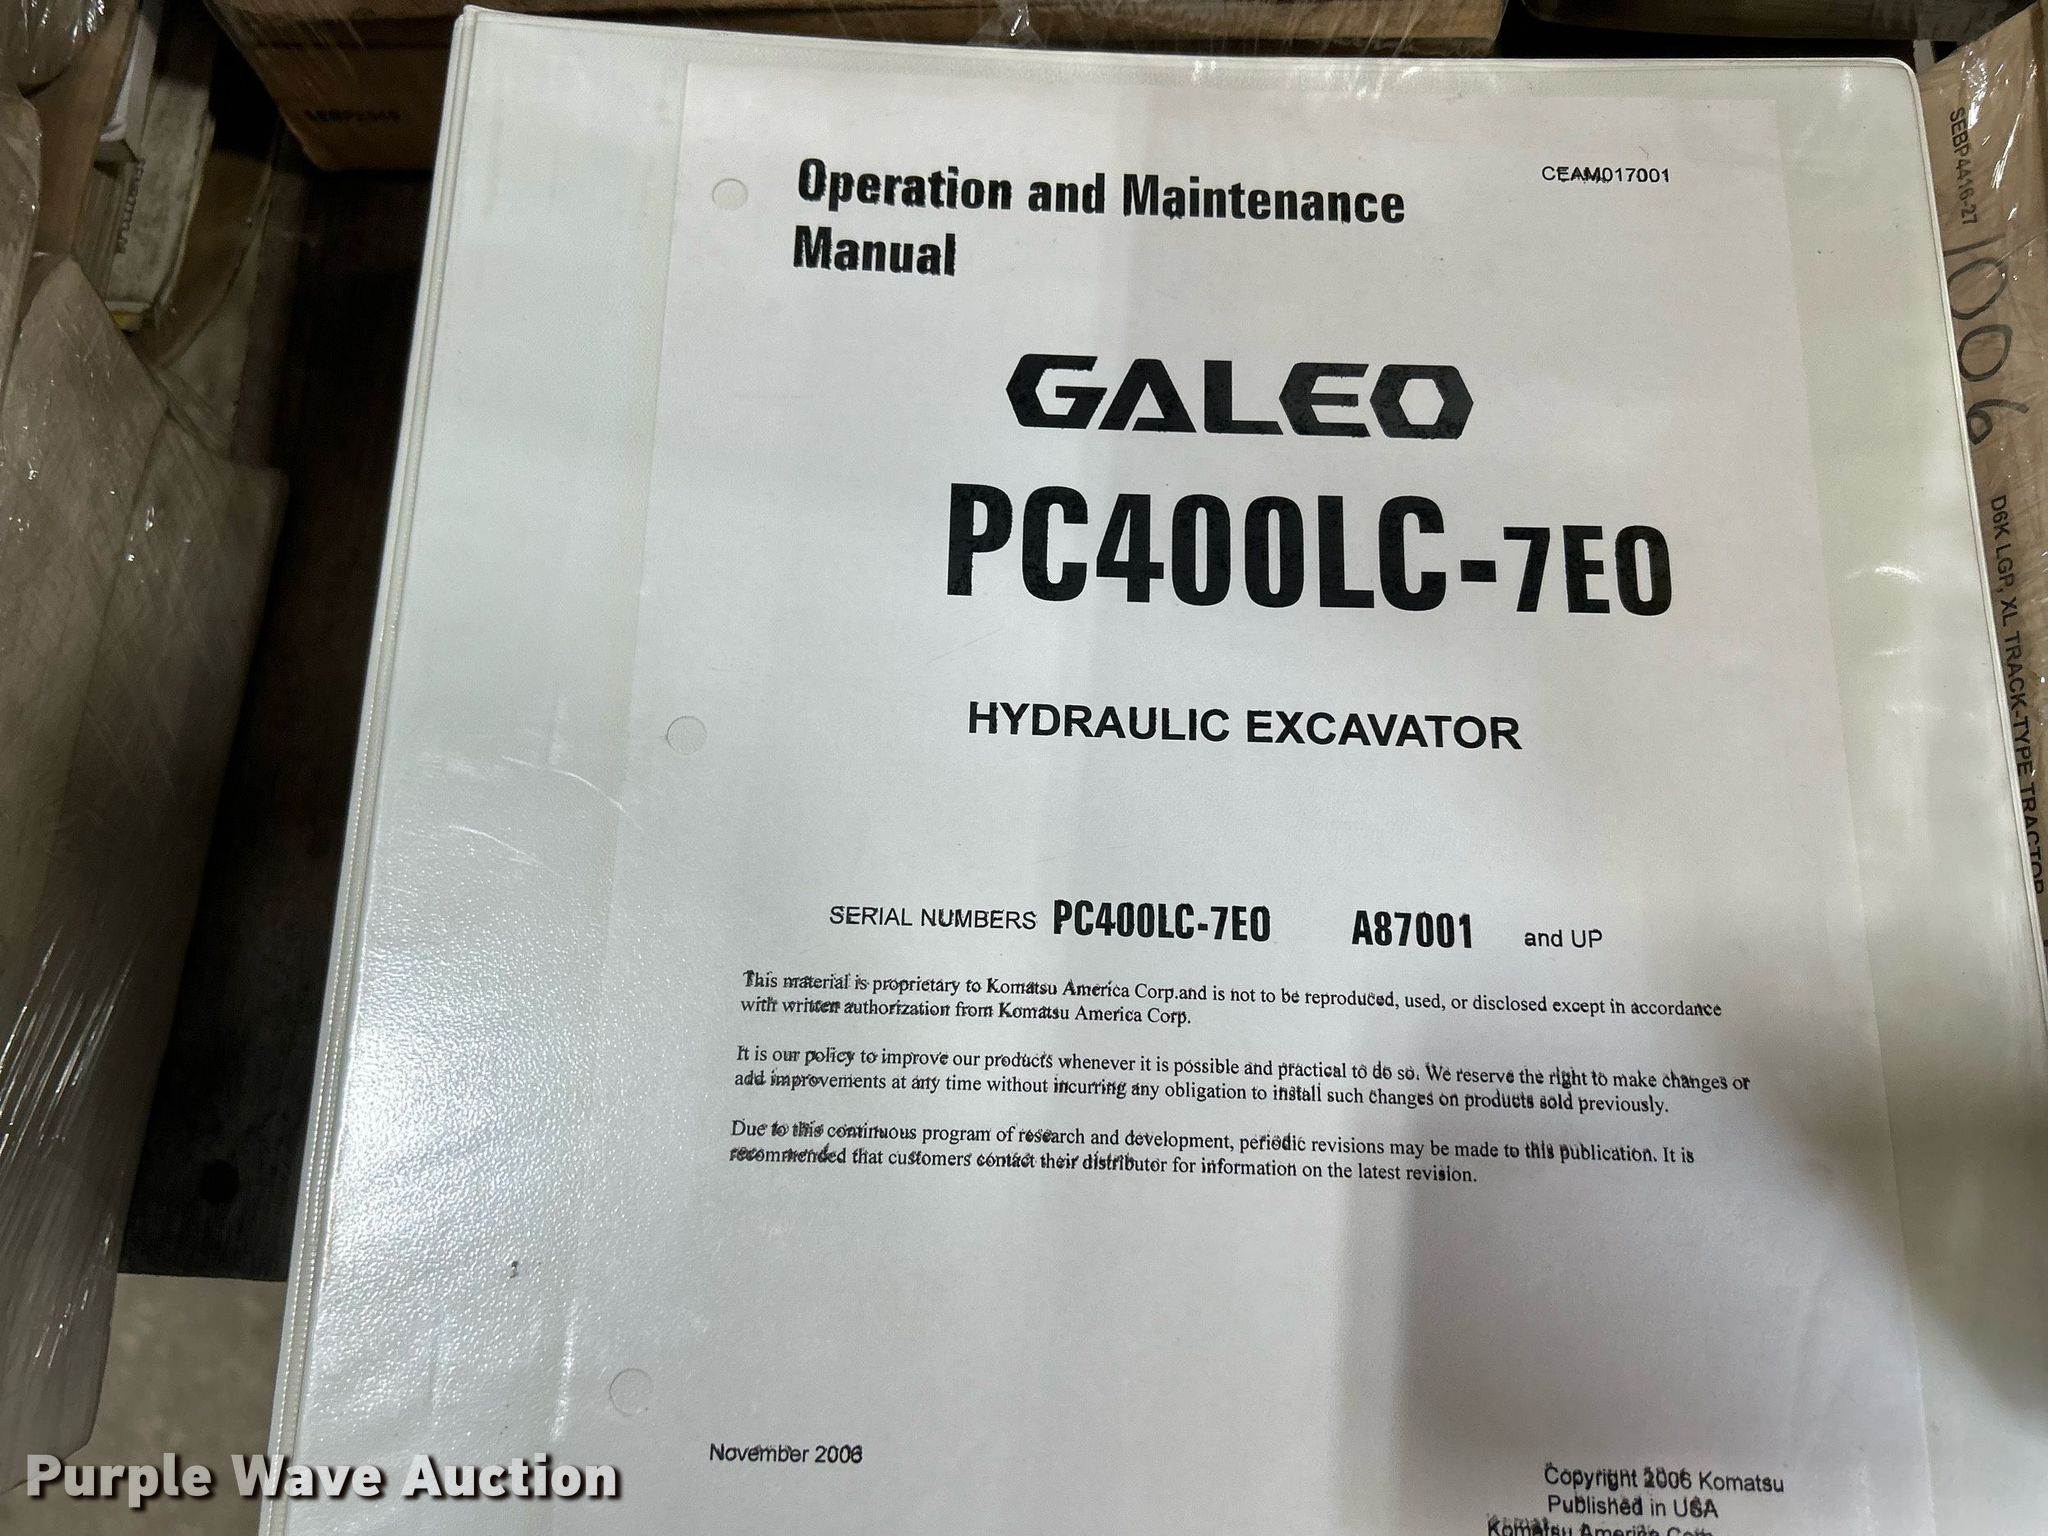 Operation and Maintenance
Manual
CEAM017001
GALEO
PC400LC-7E0
HYDRAULIC EXCAVATOR
SERIAL NUMBERS PC400LC-7E0 A87001 and UP
This material is proprietary to Komatsu America Corp.and is not to be reproduced, used, or disclosed except in accordance
with written authorization from Komatsu America Corp.
It is our policy to improve our products whenever it is possible and practical to do so. We reserve the right to make changes or
add improvements at any time without incurring any obligation to install such changes on products sold previously.
Due to this continuous program of research and development, periodic revisions may be made to this publication. It is
recommended that customers contact their distributor for information on the latest revision.
November 2006
Copyright 2006 Komatsu
Published in USA
Komatsu America Corp.
SEBP4416-27
1006
D6K LGP, XL TRACK-TYPE TRACTOR
Purple Wave Auction